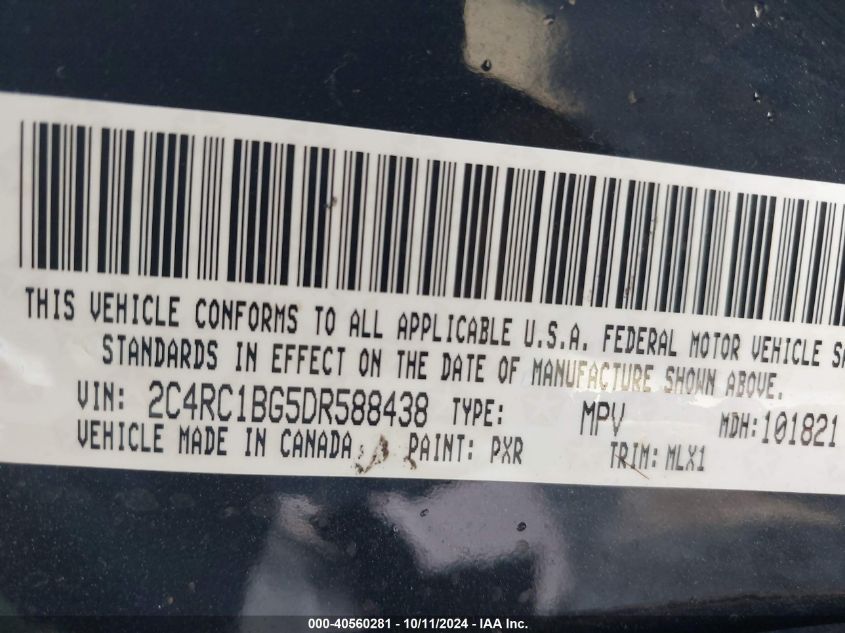 THIS VEHICLE CONFORMS TO ALL APPLICABLE U.S.A. FEDERAL MOTOR VEHICLE SA
STANDARDS IN EFFECT ON THE DATE OF MANUFACTURE SHOWN ABOVE.
VIN: 2C4RC1BG5DR588438 TYPE: MPV MDH:101821
VEHICLE MADE IN CANADA PAINT: PXR TRIM: MLX1
000-40560281 - 10/11/2024 - IAA Inc.